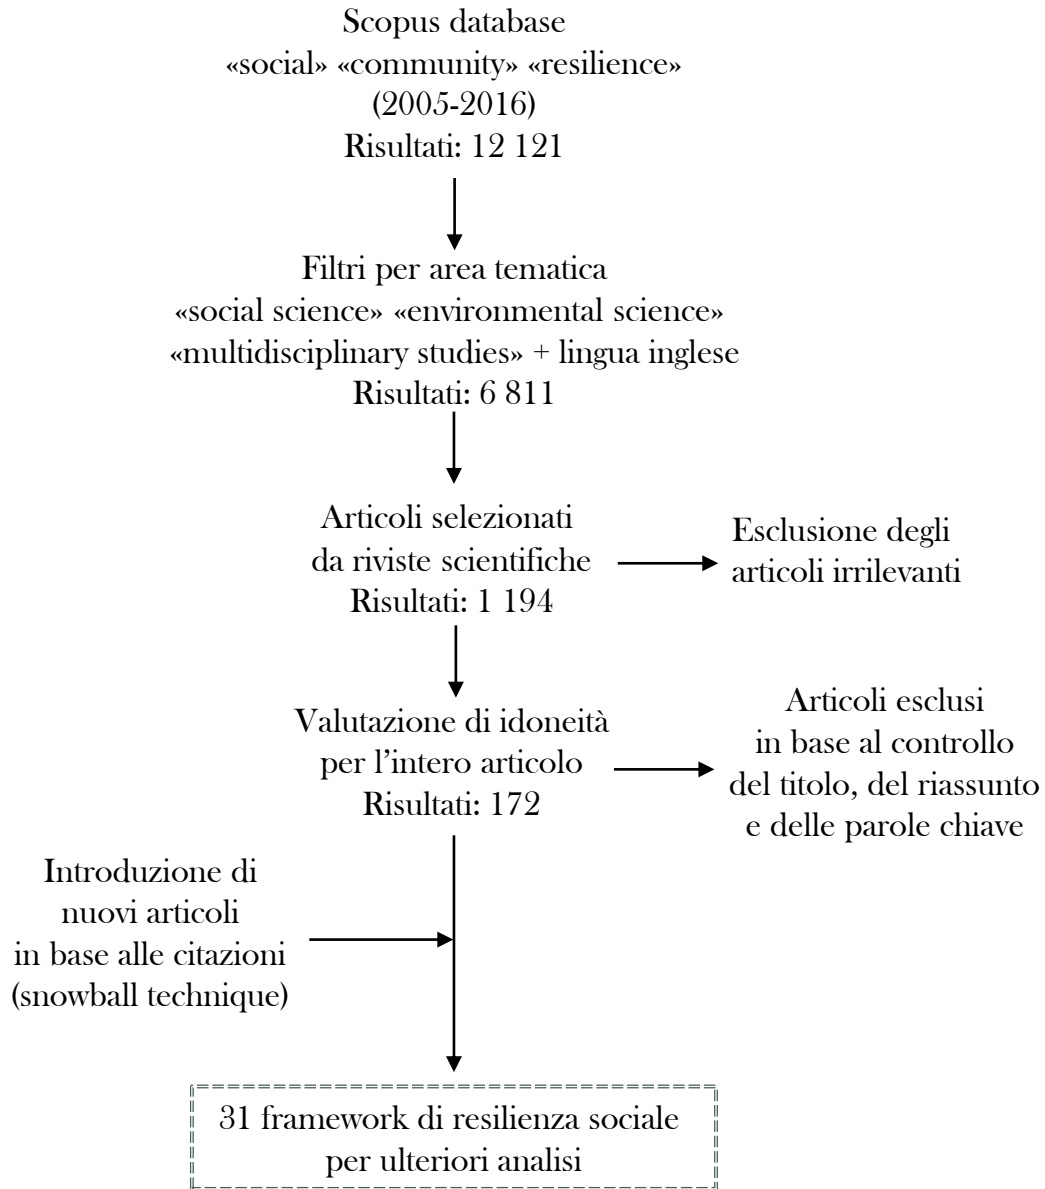 Scopus database
«social» «community» «resilience»
(2005-2016)
Risultati: 12 121
Filtri per area tematica
«social science» «environmental science»
«multidisciplinary studies» + lingua inglese
Risultati: 6 811
Articoli selezionati
da riviste scientifiche
Risultati: 1 194
Esclusione degli
articoli irrilevanti
Valutazione di idoneità
per l’intero articolo
Risultati: 172
Articoli esclusi
in base al controllo
del titolo, del riassunto
e delle parole chiave
Introduzione di
nuovi articoli
in base alle citazioni
(snowball technique)
31 framework di resilienza sociale
per ulteriori analisi